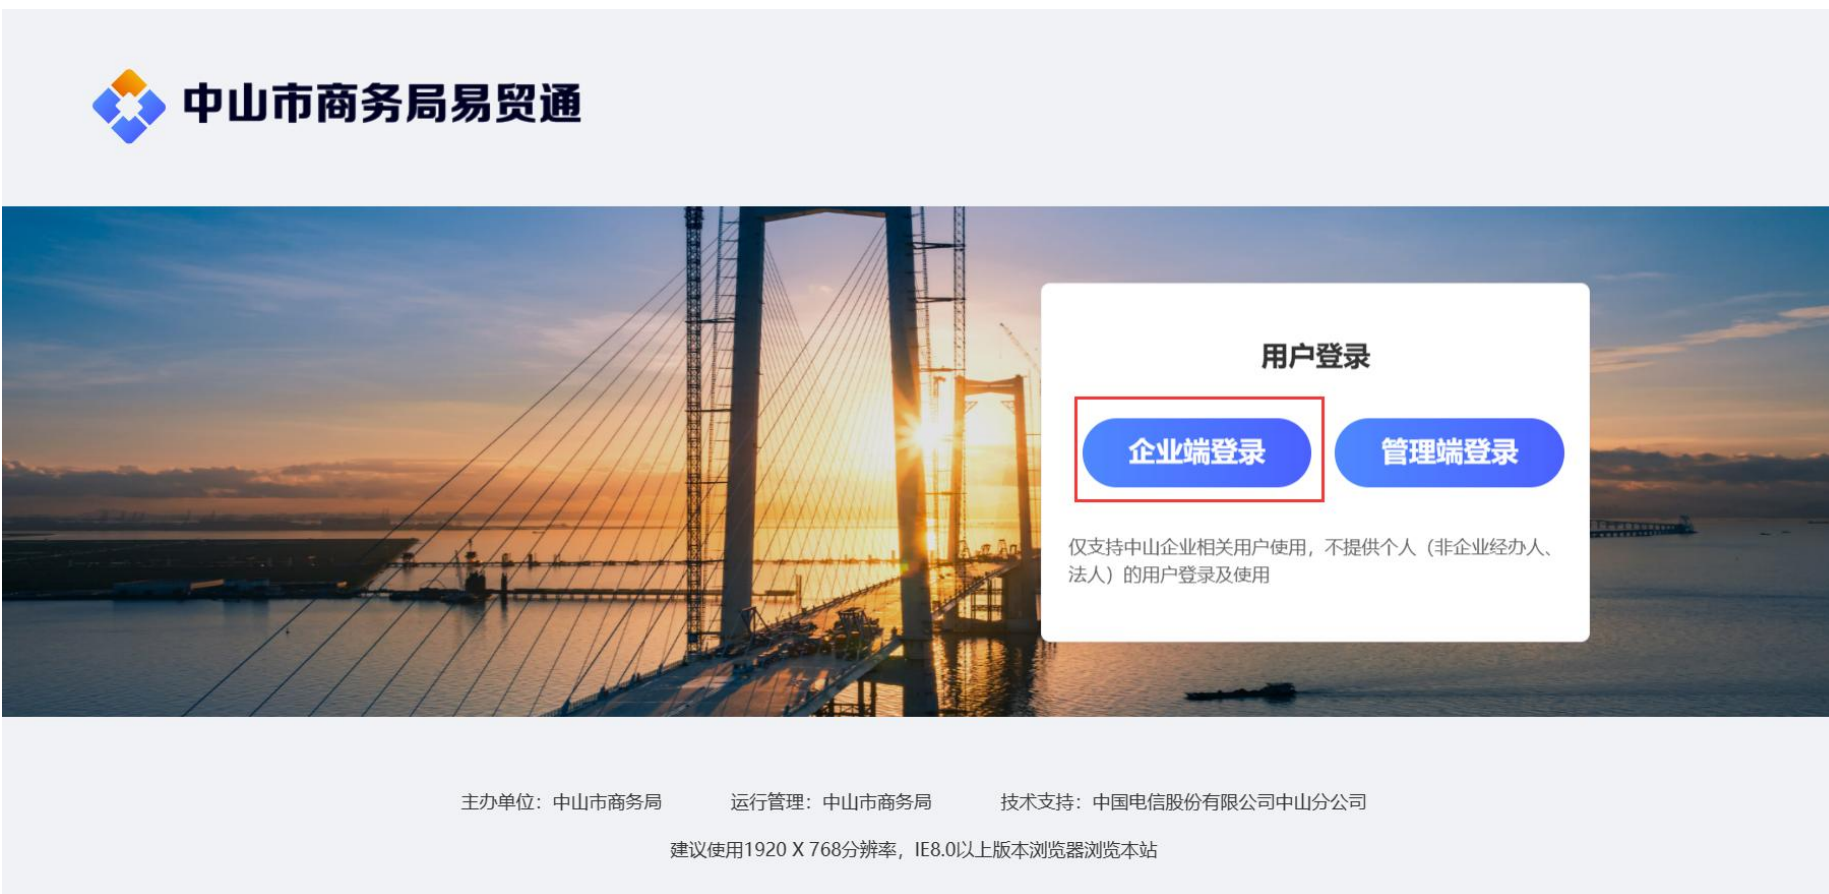 中山市商务局易贸通
用户登录
企业端登录 管理端登录
仅支持中山企业相关用户使用，不提供个人（非企业经办人、
法人）的用户登录及使用
主办单位：中山市商务局 运行管理：中山市商务局 技术支持：中国电信股份有限公司中山分公司
建议使用1920 X 768分辨率，IE8.0以上版本浏览器浏览本站